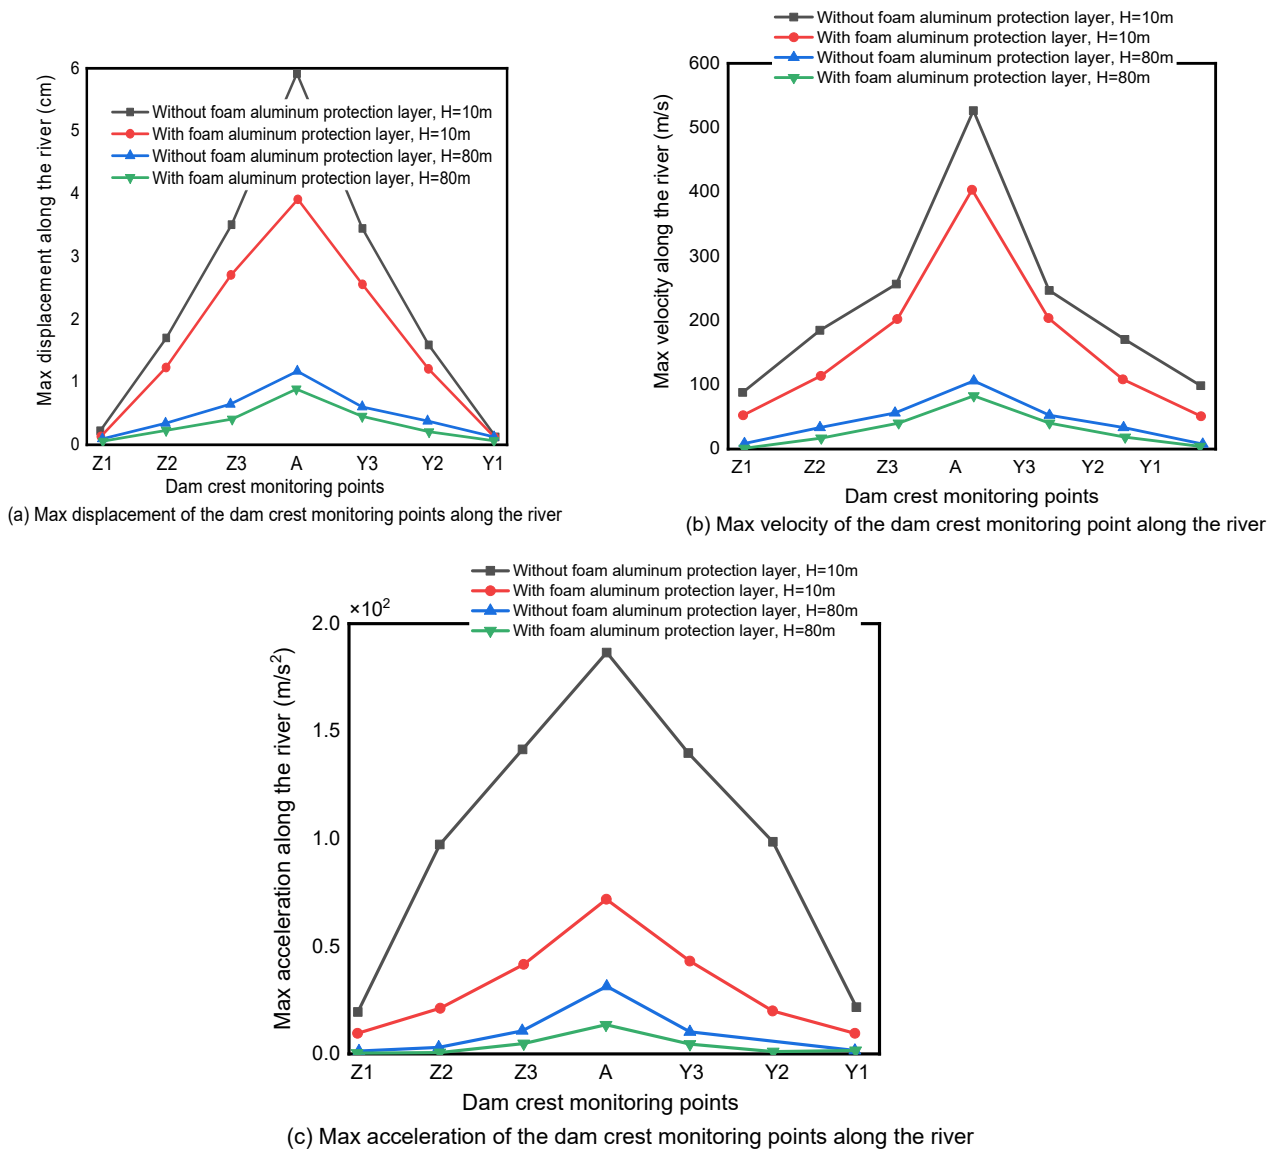 Max displacement along the river (cm)
6
5
4
3
2
1
0
Without foam aluminum protection layer, H=10m
With foam aluminum protection layer, H=10m
Without foam aluminum protection layer, H=80m
With foam aluminum protection layer, H=80m
Z1 Z2 Z3 A Y3 Y2 Y1
Dam crest monitoring points
(a) Max displacement of the dam crest monitoring points along the river
Without foam aluminum protection layer, H=10m
With foam aluminum protection layer, H=10m
Without foam aluminum protection layer, H=80m
With foam aluminum protection layer, H=80m
Max velocity along the river (m/s)
600
500
400
300
200
100
0
Z1 Z2 Z3 A Y3 Y2 Y1
Dam crest monitoring points
(b) Max velocity of the dam crest monitoring point along the river
Without foam aluminum protection layer, H=10m
With foam aluminum protection layer, H=10m
Without foam aluminum protection layer, H=80m
With foam aluminum protection layer, H=80m
×10²
Max acceleration along the river (m/s²)
2.0
1.5
1.0
0.5
0.0
Z1 Z2 Z3 A Y3 Y2 Y1
Dam crest monitoring points
(c) Max acceleration of the dam crest monitoring points along the river